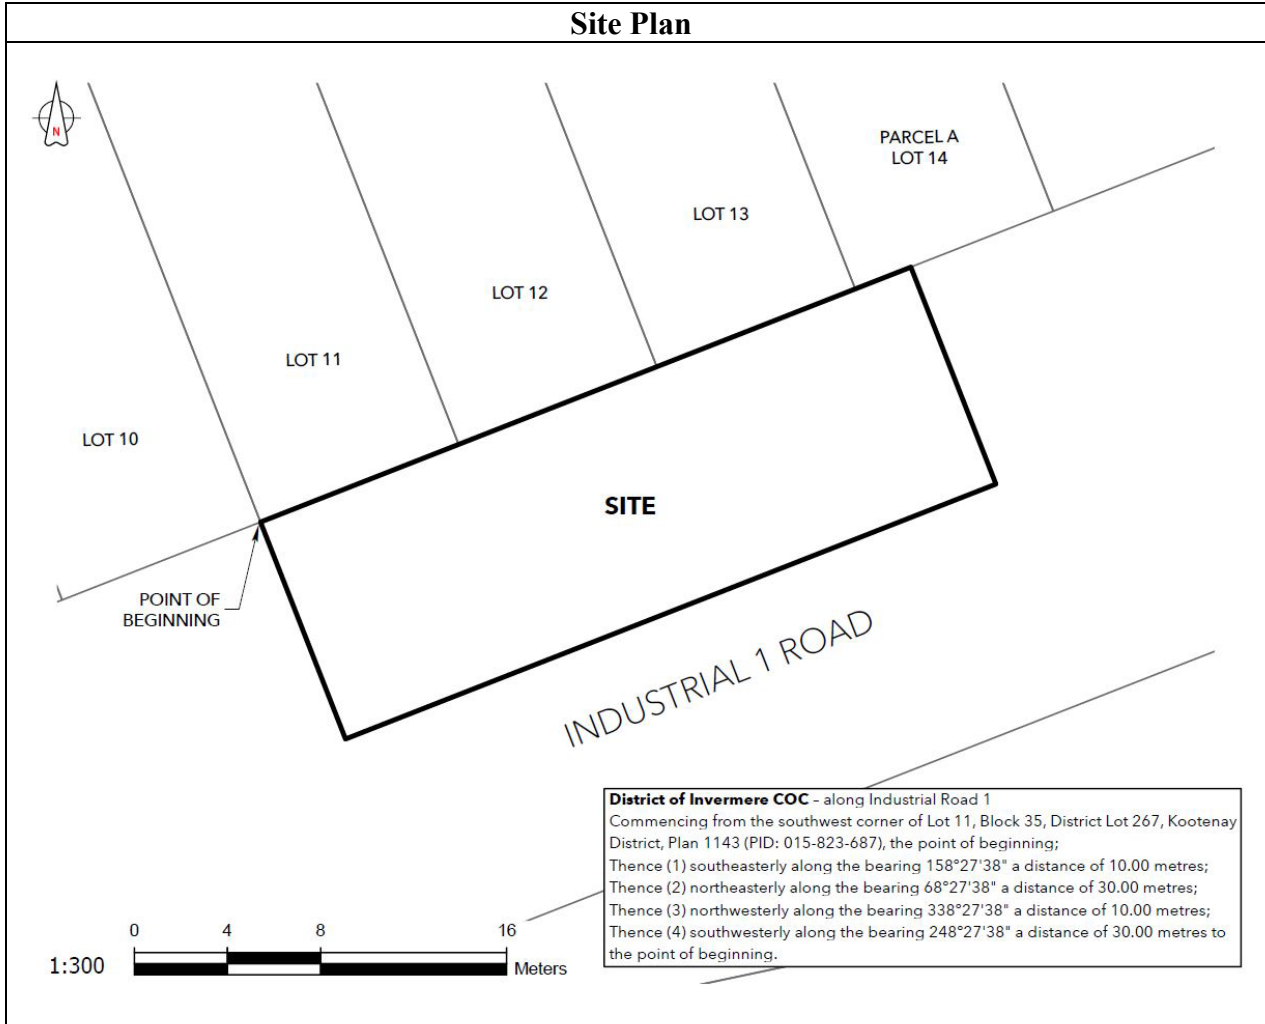 Site Plan
N
PARCEL A
LOT 14
LOT 13
LOT 12
LOT 11
LOT 10
SITE
POINT OF
BEGINNING
INDUSTRIAL 1 ROAD
District of Invermere COC - along Industrial Road 1
Commencing from the southwest corner of Lot 11, Block 35, District Lot 267, Kootenay
District, Plan 1143 (PID: 015-823-687), the point of beginning;
Thence (1) southeasterly along the bearing 158°27'38" a distance of 10.00 metres;
Thence (2) northeasterly along the bearing 68°27'38" a distance of 30.00 metres;
Thence (3) northwesterly along the bearing 338°27'38" a distance of 10.00 metres;
Thence (4) southwesterly along the bearing 248°27'38" a distance of 30.00 metres to
the point of beginning.
0 4 8 16
1:300 Meters